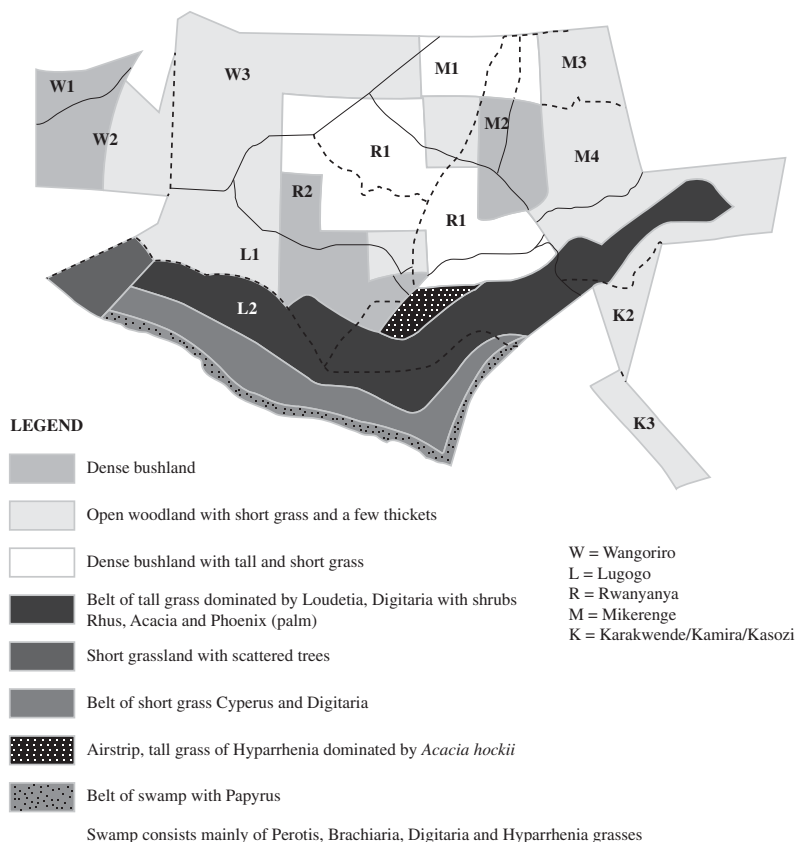 W1
W2
W3
M1
M3
M2
M4
R1
R2
R1
L1
L2
K2
K3
LEGEND
Dense bushland
Open woodland with short grass and a few thickets
Dense bushland with tall and short grass
Belt of tall grass dominated by Loudetia, Digitaria with shrubs
Rhus, Acacia and Phoenix (palm)
Short grassland with scattered trees
Belt of short grass Cyperus and Digitaria
Airstrip, tall grass of Hyparrhenia dominated by Acacia hockii
Belt of swamp with Papyrus
Swamp consists mainly of Perotis, Brachiaria, Digitaria and Hyparrhenia grasses
W = Wangoriro
L = Lugogo
R = Rwanyanya
M = Mikerenge
K = Karakwende/Kamira/Kasozi